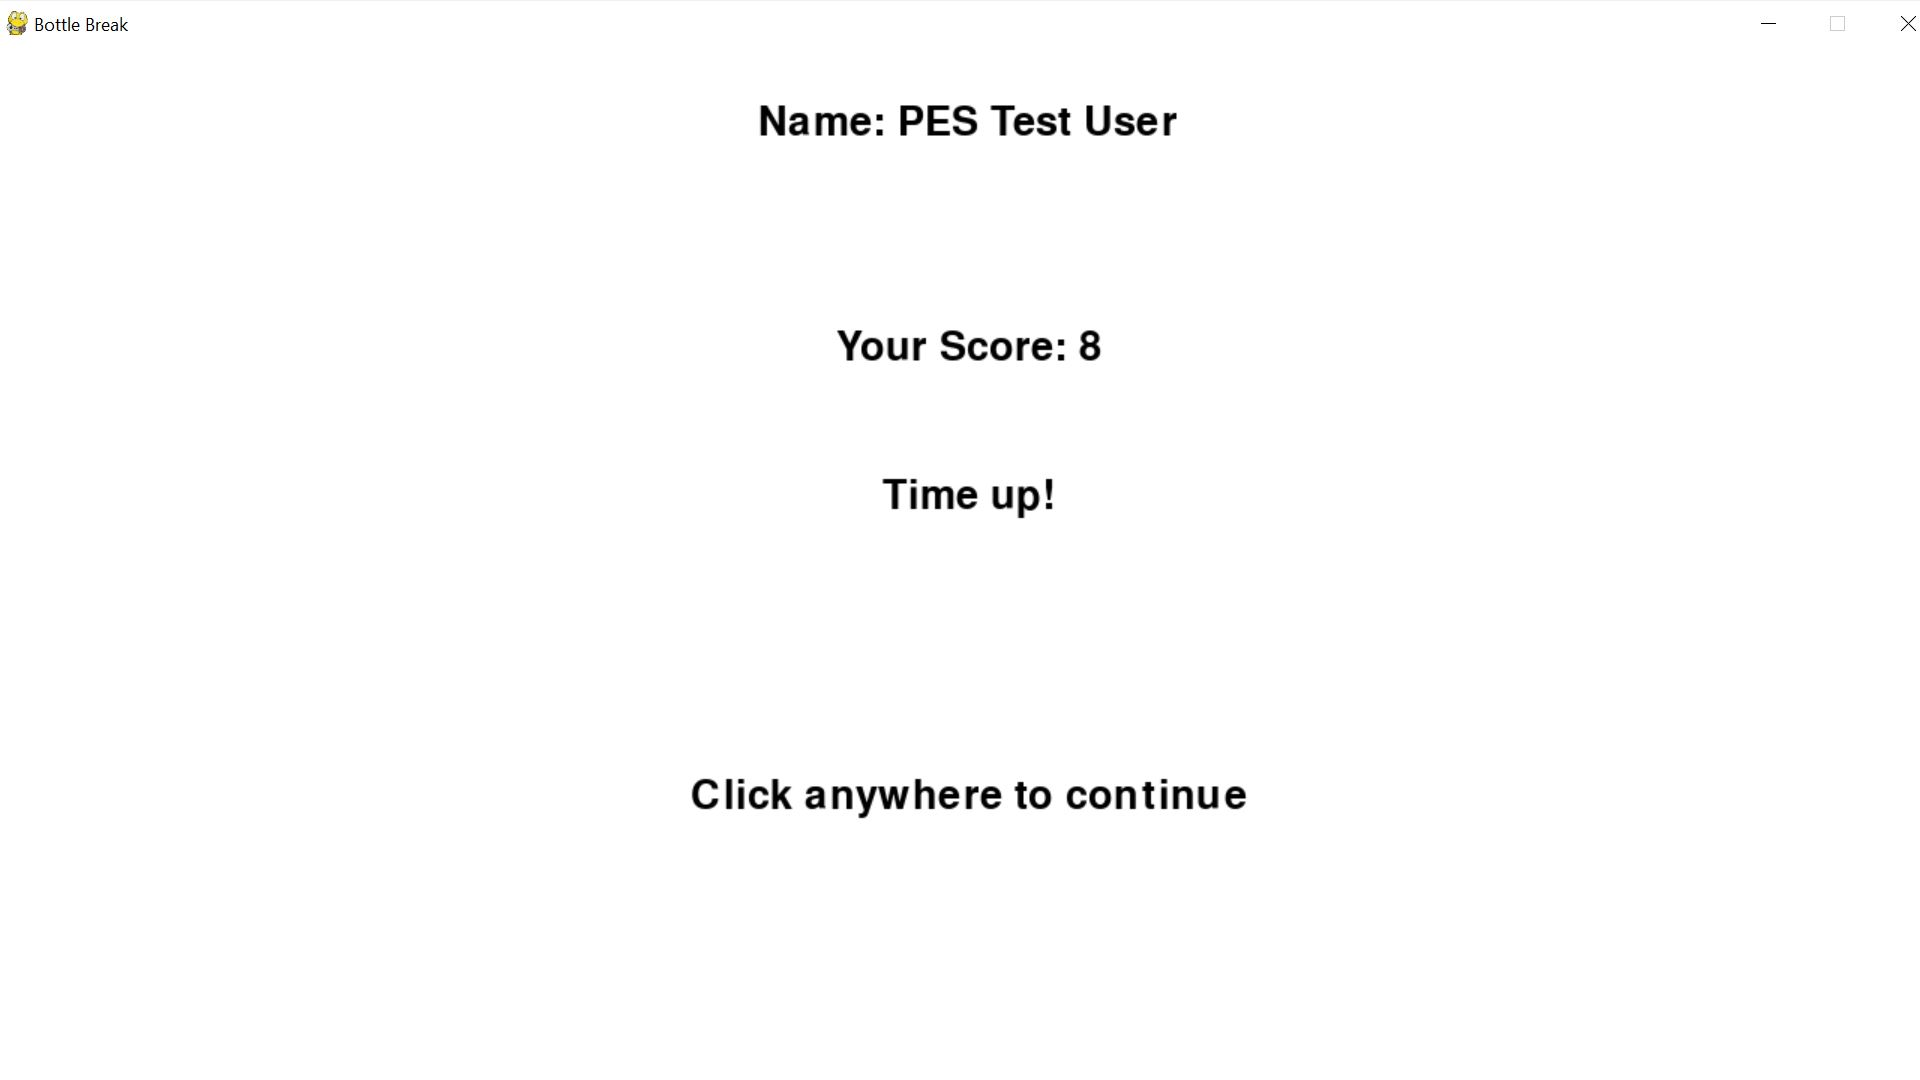 Bottle Break
Name: PES Test User
Your Score: 8
Time up!
Click anywhere to continue